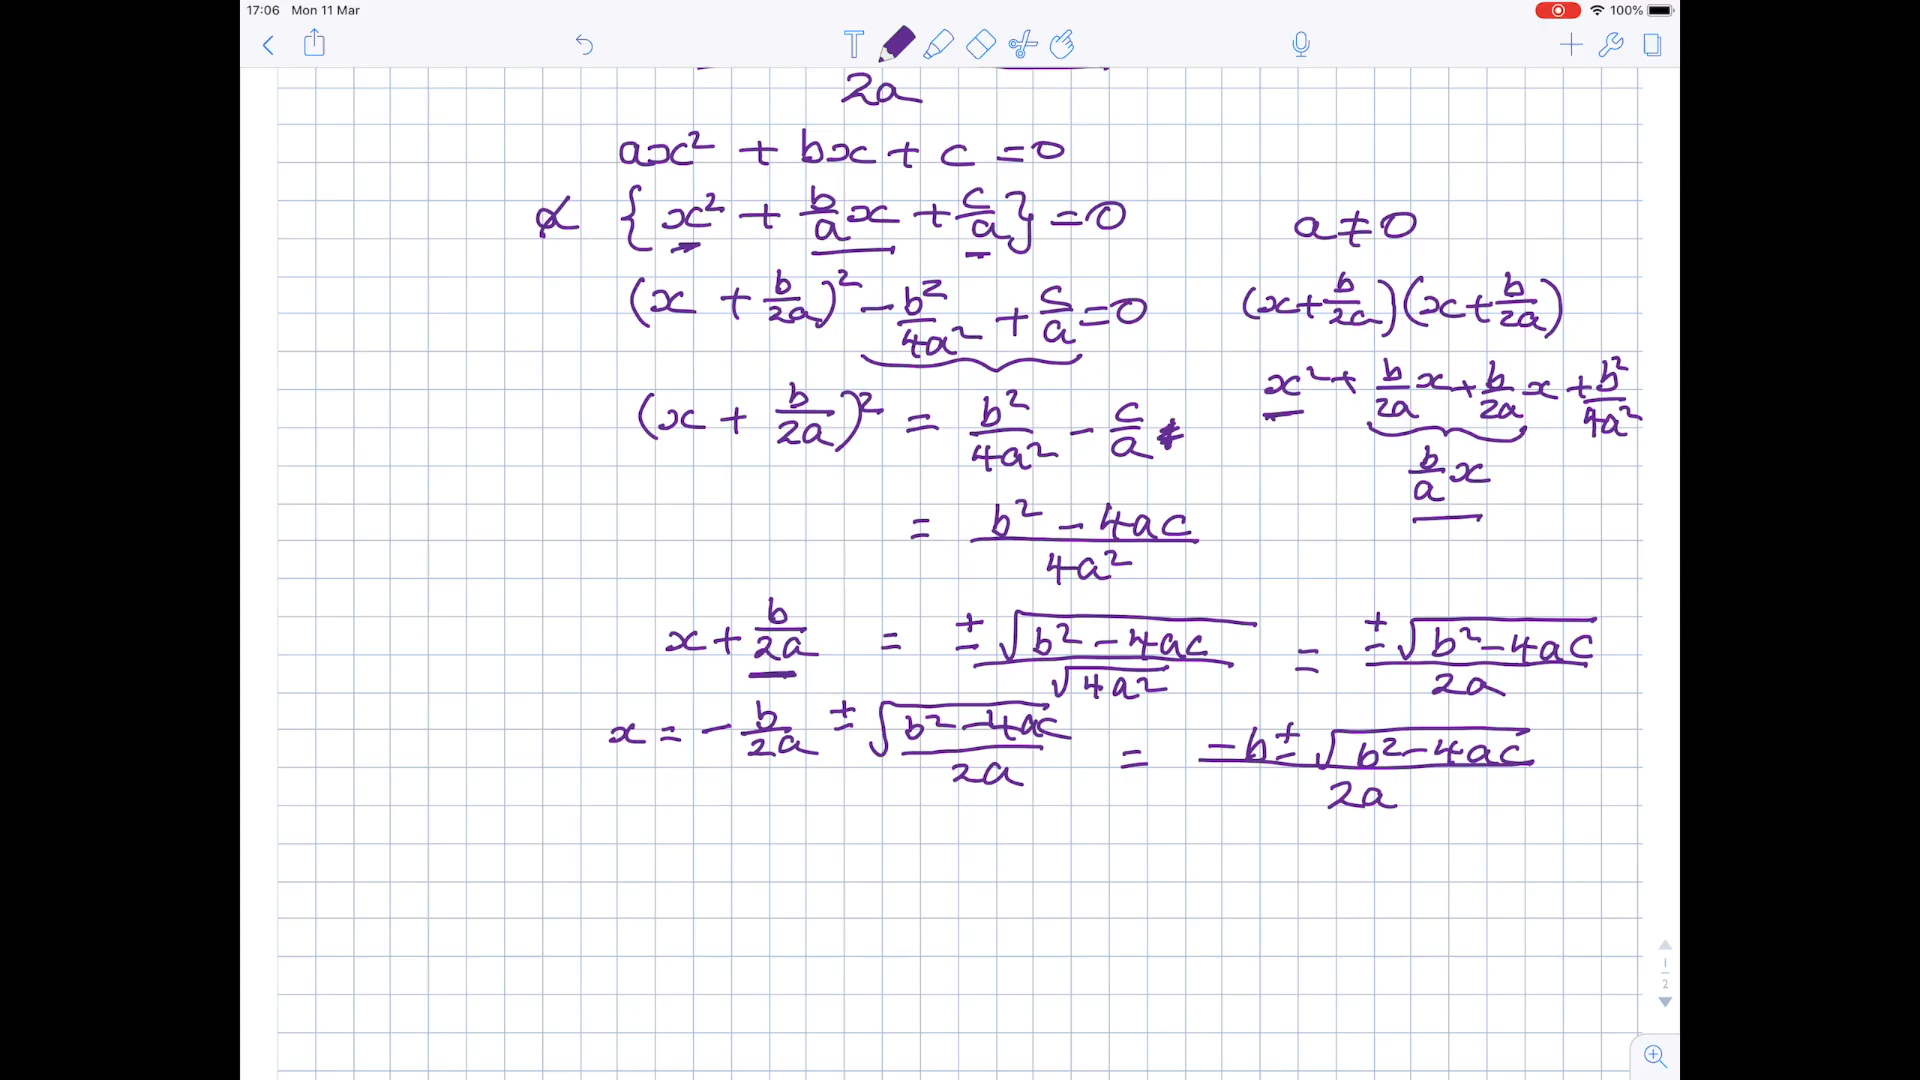 17:06 Mon 11 Mar 100%
T
2a
ax² + bx + c = 0
a { x² + b/a x + c/a } = 0
a ≠ 0
(x + b/2a)² - b²/4a² + c/a = 0
(x + b/2a)(x + b/2a)
x² + b/2a x + b/2a x + b²/4a²
b/a x
(x + b/2a)² = b²/4a² - c/a
= b² - 4ac / 4a²
x + b/2a = ± √(b² - 4ac) / √(4a²) = ± √(b² - 4ac) / 2a
x = - b/2a ± √(b² - 4ac) / 2a = -b ± √(b² - 4ac) / 2a
1/2